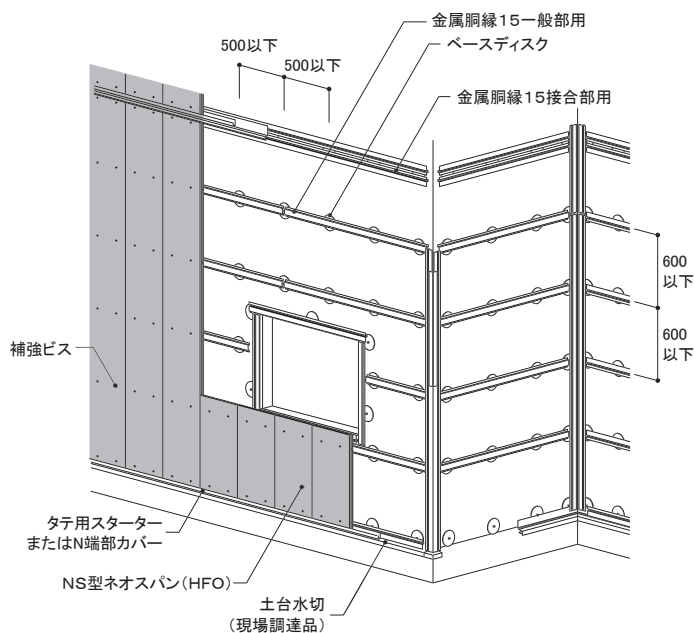 金属胴縁15一般部用
ベースディスク
500以下
500以下
金属胴縁15接合部用
600
以下
600
以下
補強ビス
タテ用スターター
またはN端部カバー
NS型ネオスパン(HFO)
土台水切
(現場調達品)